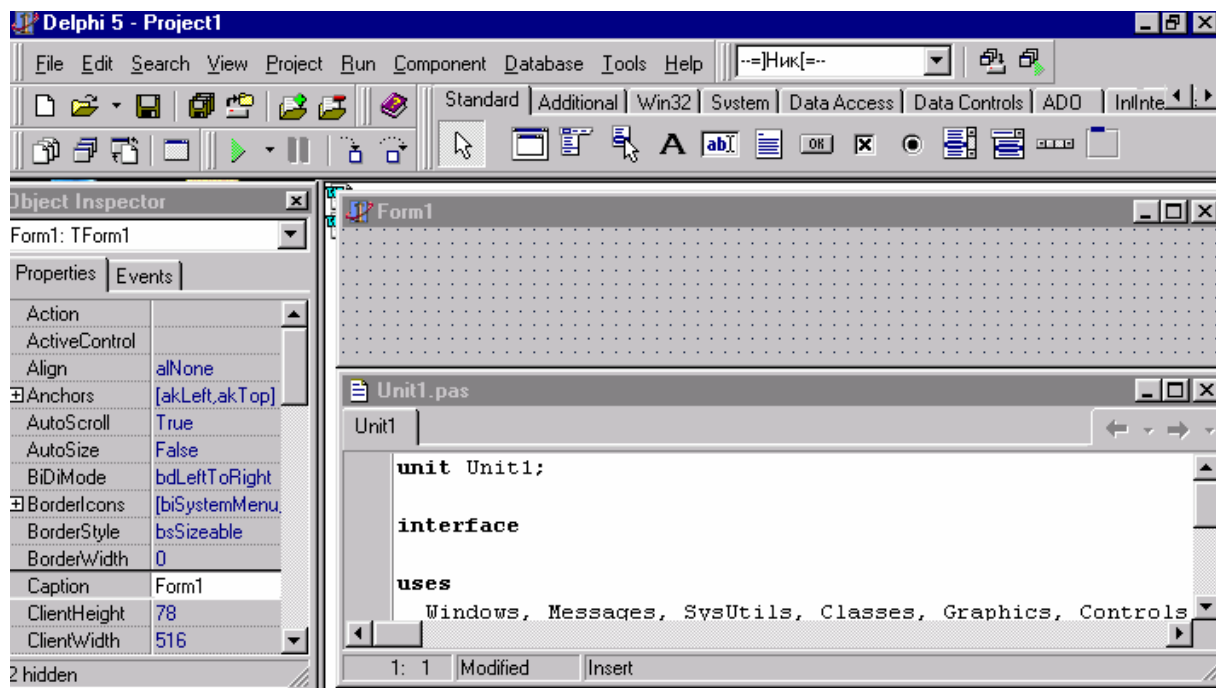 Delphi 5 - Project1
File Edit Search View Project Run Component Database Tools Help --=]Ник[=--
Standard Additional Win32 System Data Access Data Controls ADO
ab OK
Object Inspector
Form1: TForm1
Properties Events
Action
ActiveControl
Align alNone
Anchors [akLeft,akTop]
AutoScroll True
AutoSize False
BiDiMode bdLeftToRight
BorderIcons [biSystemMenu,
BorderStyle bsSizeable
BorderWidth 0
Caption Form1
ClientHeight 78
ClientWidth 516
2 hidden
Form1
Unit1.pas
Unit1
unit Unit1;
interface
uses
Windows, Messages, SysUtils, Classes, Graphics, Controls
1: 1 Modified Insert